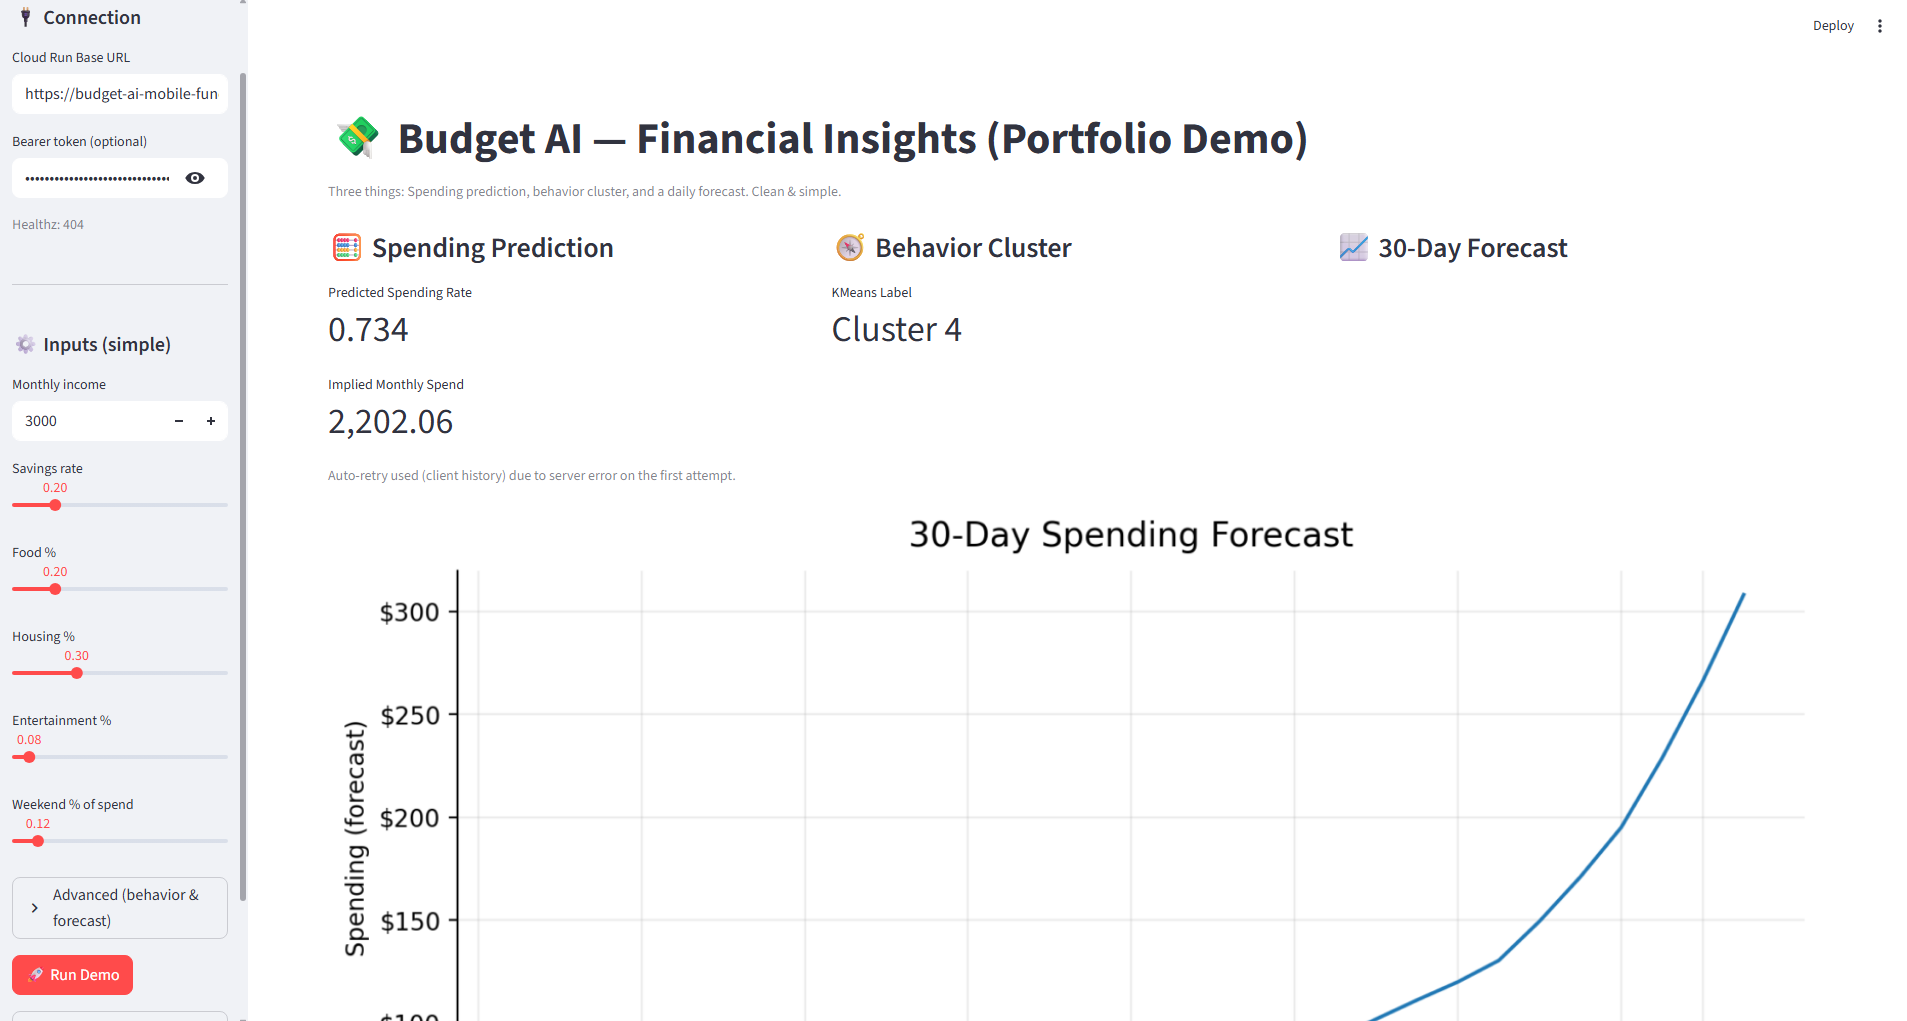 Connection
Cloud Run Base URL
https://budget-ai-mobile-fun
Bearer token (optional)
••••••••••••••••••••••••••••••
Healthz: 404
Inputs (simple)
Monthly income
3000
Savings rate
0.20
Food %
0.20
Housing %
0.30
Entertainment %
0.08
Weekend % of spend
0.12
Advanced (behavior &
forecast)
Run Demo
Deploy
Budget AI — Financial Insights (Portfolio Demo)
Three things: Spending prediction, behavior cluster, and a daily forecast. Clean & simple.
Spending Prediction
Predicted Spending Rate
0.734
Implied Monthly Spend
2,202.06
Auto-retry used (client history) due to server error on the first attempt.
Behavior Cluster
KMeans Label
Cluster 4
30-Day Forecast
30-Day Spending Forecast
Spending (forecast)
$300
$250
$200
$150
$100